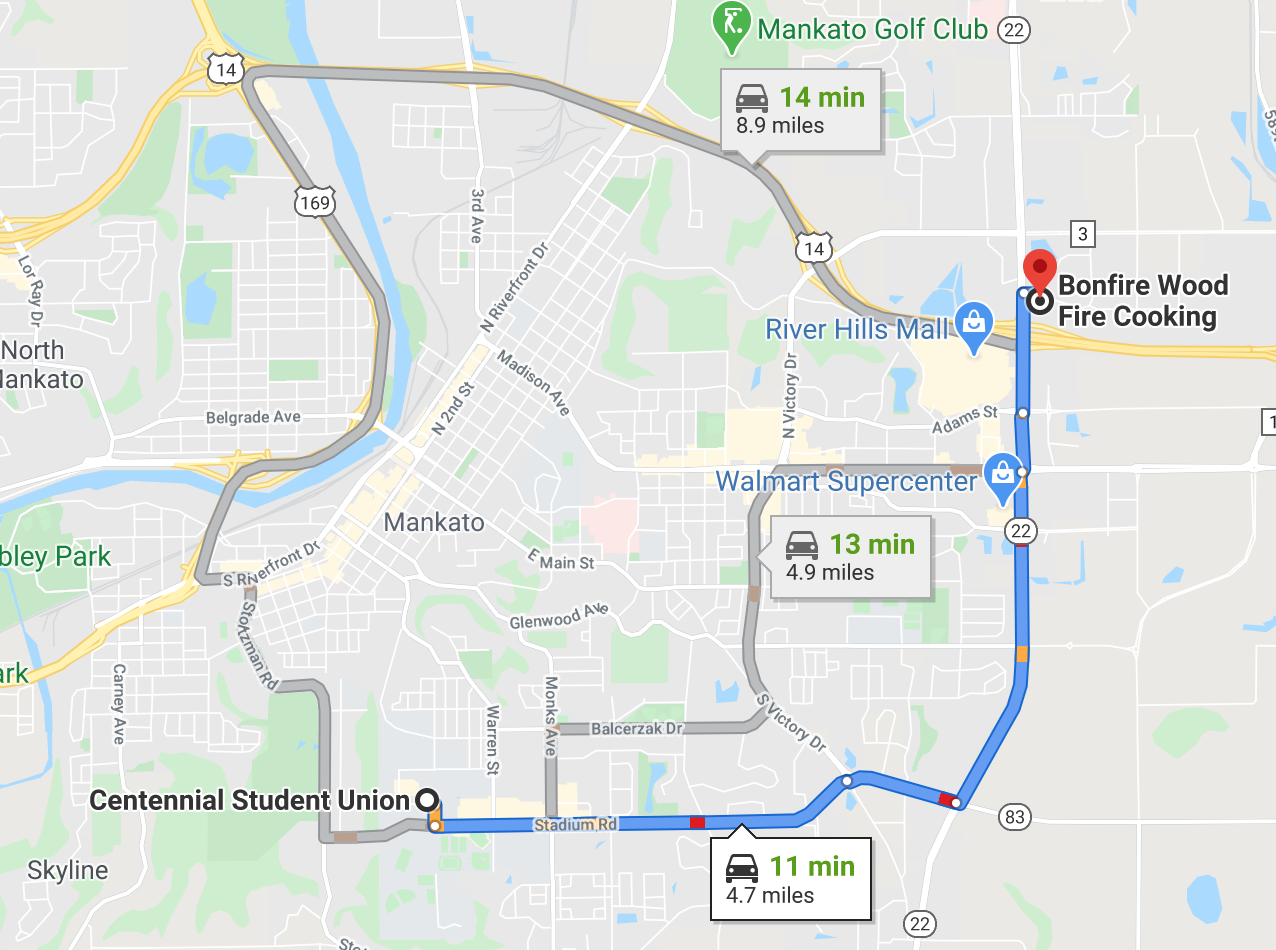 Mankato Golf Club
22
14
14 min
8.9 miles
169
3rd Ave
3
14
Lor Ray Dr
N Riverfront Dr
Bonfire Wood
Fire Cooking
River Hills Mall
North
Mankato
Madison Ave
N Victory Dr
N 2nd St
Belgrade Ave
Adams St
Walmart Supercenter
Mankato
22
13 min
4.9 miles
bley Park
E Main St
S Riverfront Dr
Stoltzman Rd
Glenwood Ave
ark
Carney Ave
Monks Ave
Warren St
S Victory Dr
Balcerzak Dr
Centennial Student Union
Stadium Rd
83
11 min
4.7 miles
Skyline
22